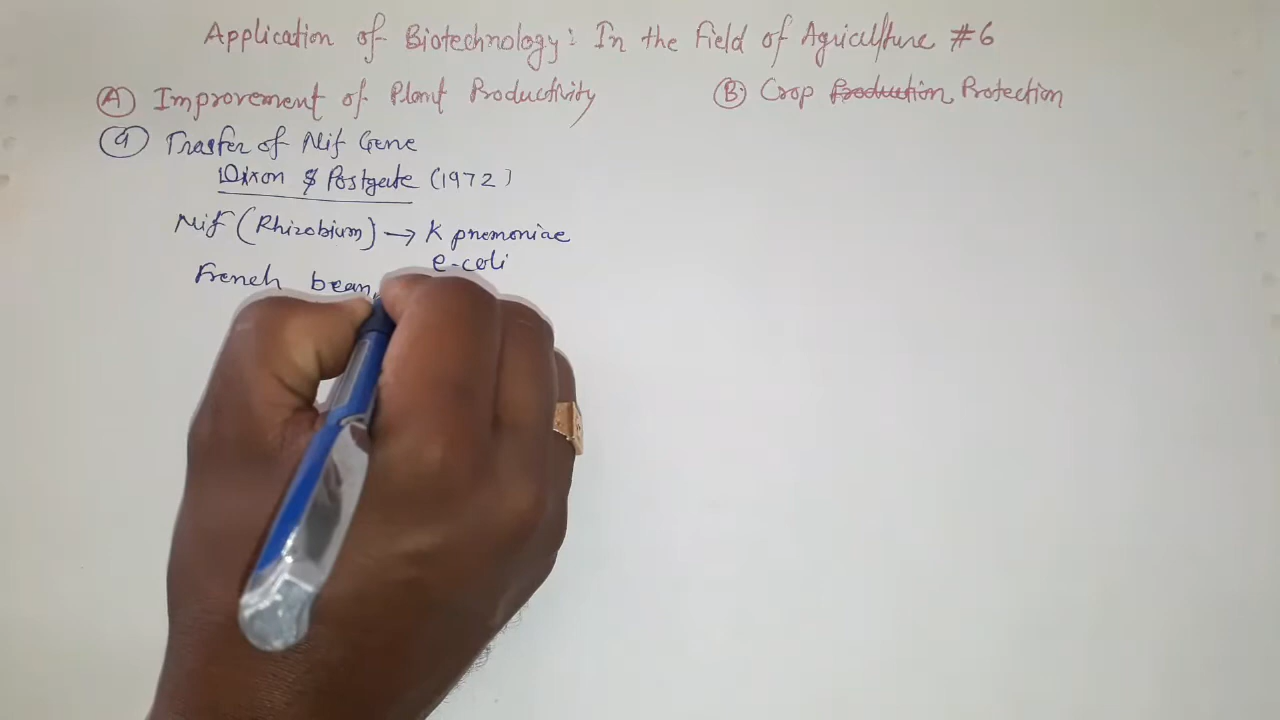 Application of Biotechnology: In the Field of Agriculture #6
A Improvement of Plant Productivity
B Crop Production Protection
a Trasfer of Nif Gene
Dixon $ Postgate (1972)
Nif (Rhizobium) → K pnemoniae
e-coli
French bean,